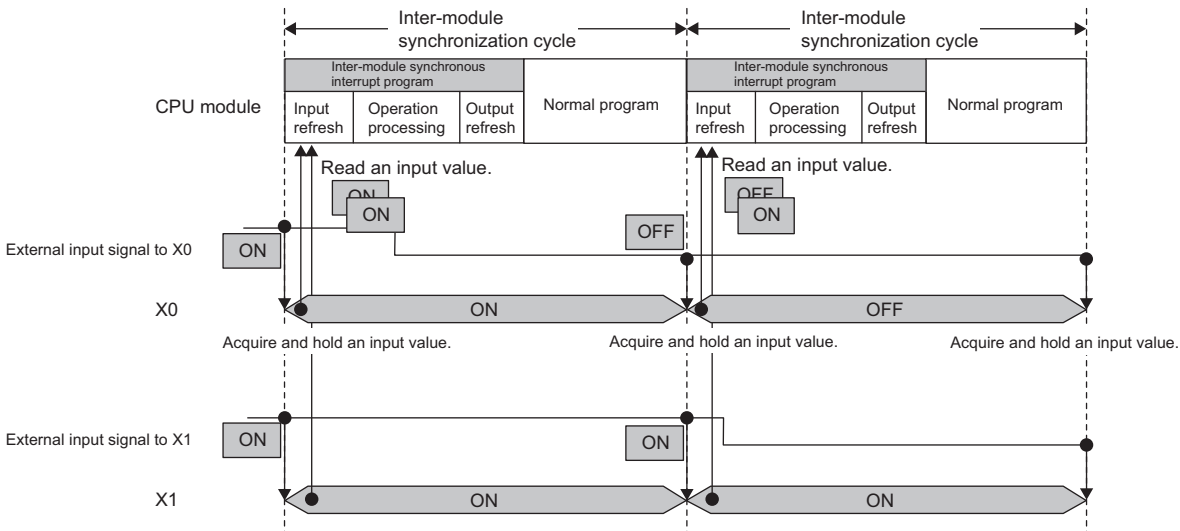 Inter-module
synchronization cycle
Inter-module
synchronization cycle
CPU module
Inter-module synchronous
interrupt program
Input
refresh
Operation
processing
Output
refresh
Normal program
Inter-module synchronous
interrupt program
Input
refresh
Operation
processing
Output
refresh
Normal program
Read an input value.
Read an input value.
ON
ON
OFF
ON
External input signal to X0
ON
OFF
X0
ON
OFF
Acquire and hold an input value.
Acquire and hold an input value.
Acquire and hold an input value.
External input signal to X1
ON
ON
X1
ON
ON